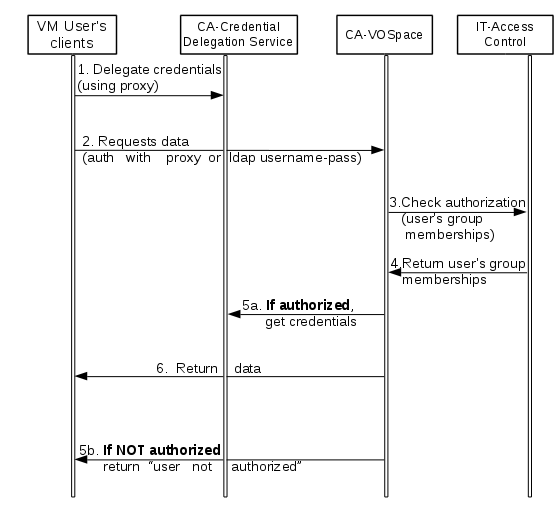 VM User's
clients
CA-Credential
Delegation Service
CA-VOSpace
IT-Access
Control
1. Delegate credentials
(using proxy)
2. Requests data
(auth with proxy or ldap username-pass)
3.Check authorization
(user's group
memberships)
4.Return user's group
memberships
5a. If authorized,
get credentials
6. Return data
5b. If NOT authorized
return “user not authorized”